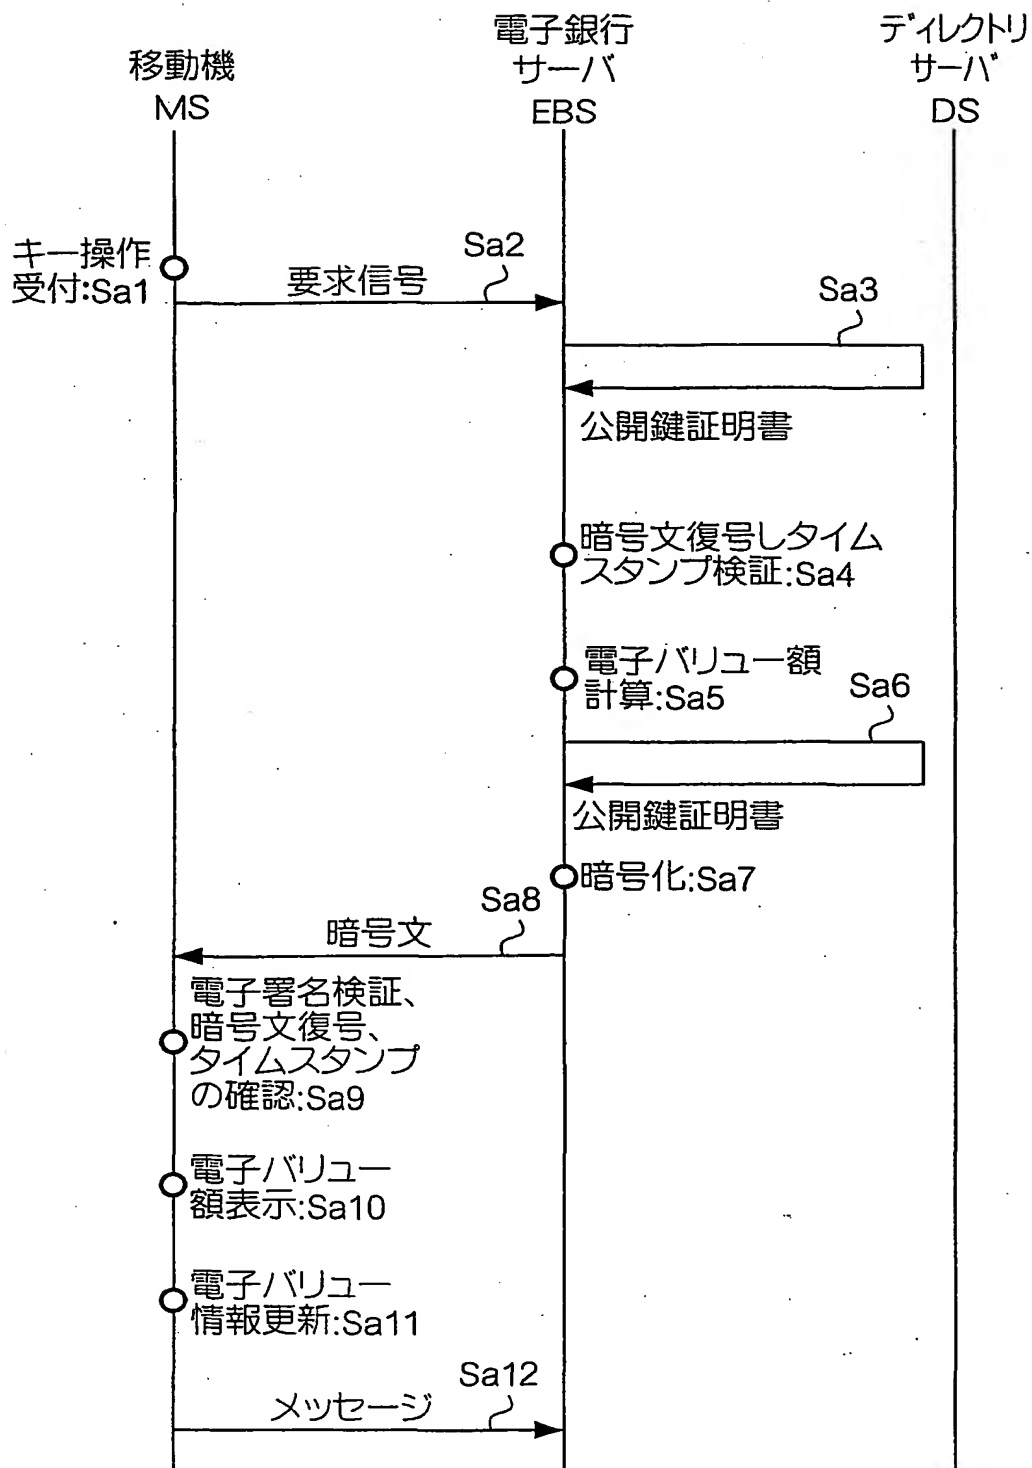 移動機
MS
電子銀行
サーバ
EBS
ディレクトリ
サーバ
DS
キー操作
受付:Sa1
要求信号
Sa2
Sa3
公開鍵証明書
暗号文復号しタイム
スタンプ検証:Sa4
電子バリュー額
計算:Sa5
Sa6
公開鍵証明書
暗号化:Sa7
Sa8
暗号文
電子署名検証、
暗号文復号、
タイムスタンプ
の確認:Sa9
電子バリュー
額表示:Sa10
電子バリュー
情報更新:Sa11
Sa12
メッセージ